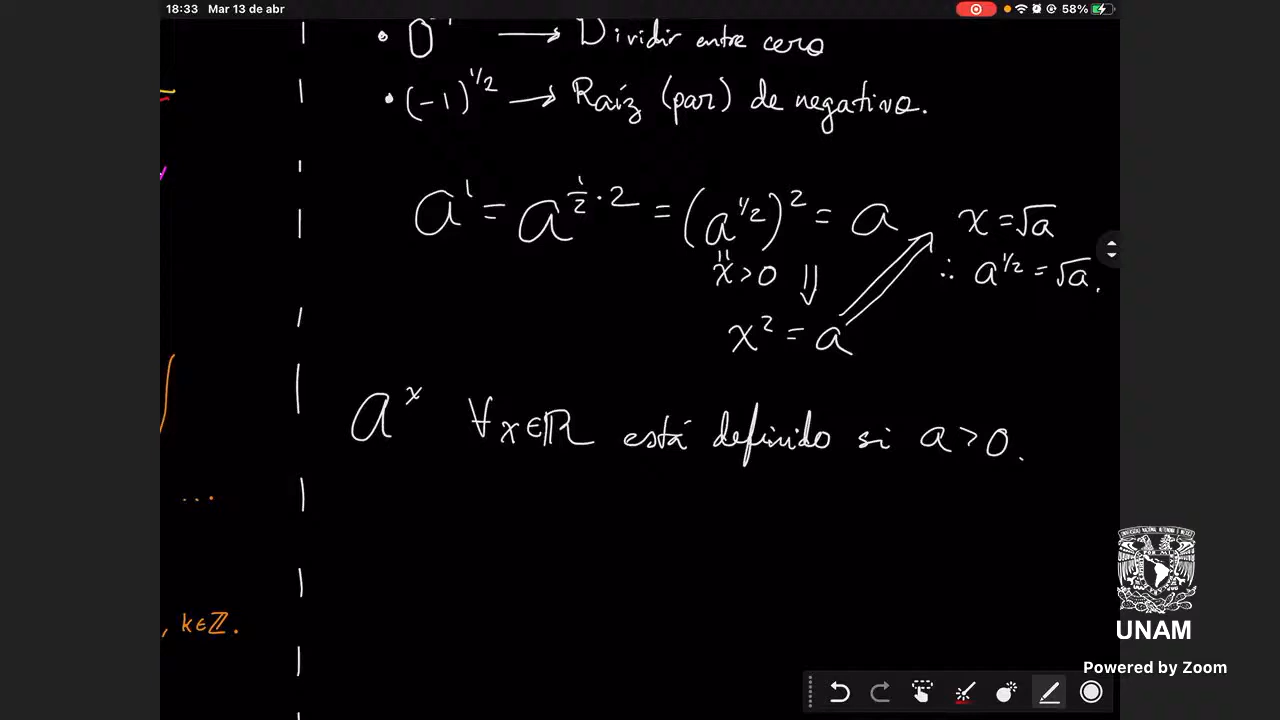 18:33 Mar 13 de abr 58%
• 0⁻¹ → Dividir entre cero
• (-1)^{1/2} → Raíz (par) de negativo.
a¹ = a^{1/2 · 2} = (a^{1/2})² = a ⇒ x = √a
x > 0 ⇓ ∴ a^{1/2} = √a.
x² = a
a^x ∀x∈ℝ está definido si a > 0.
...
, k∈ℤ.
UNAM
Powered by Zoom